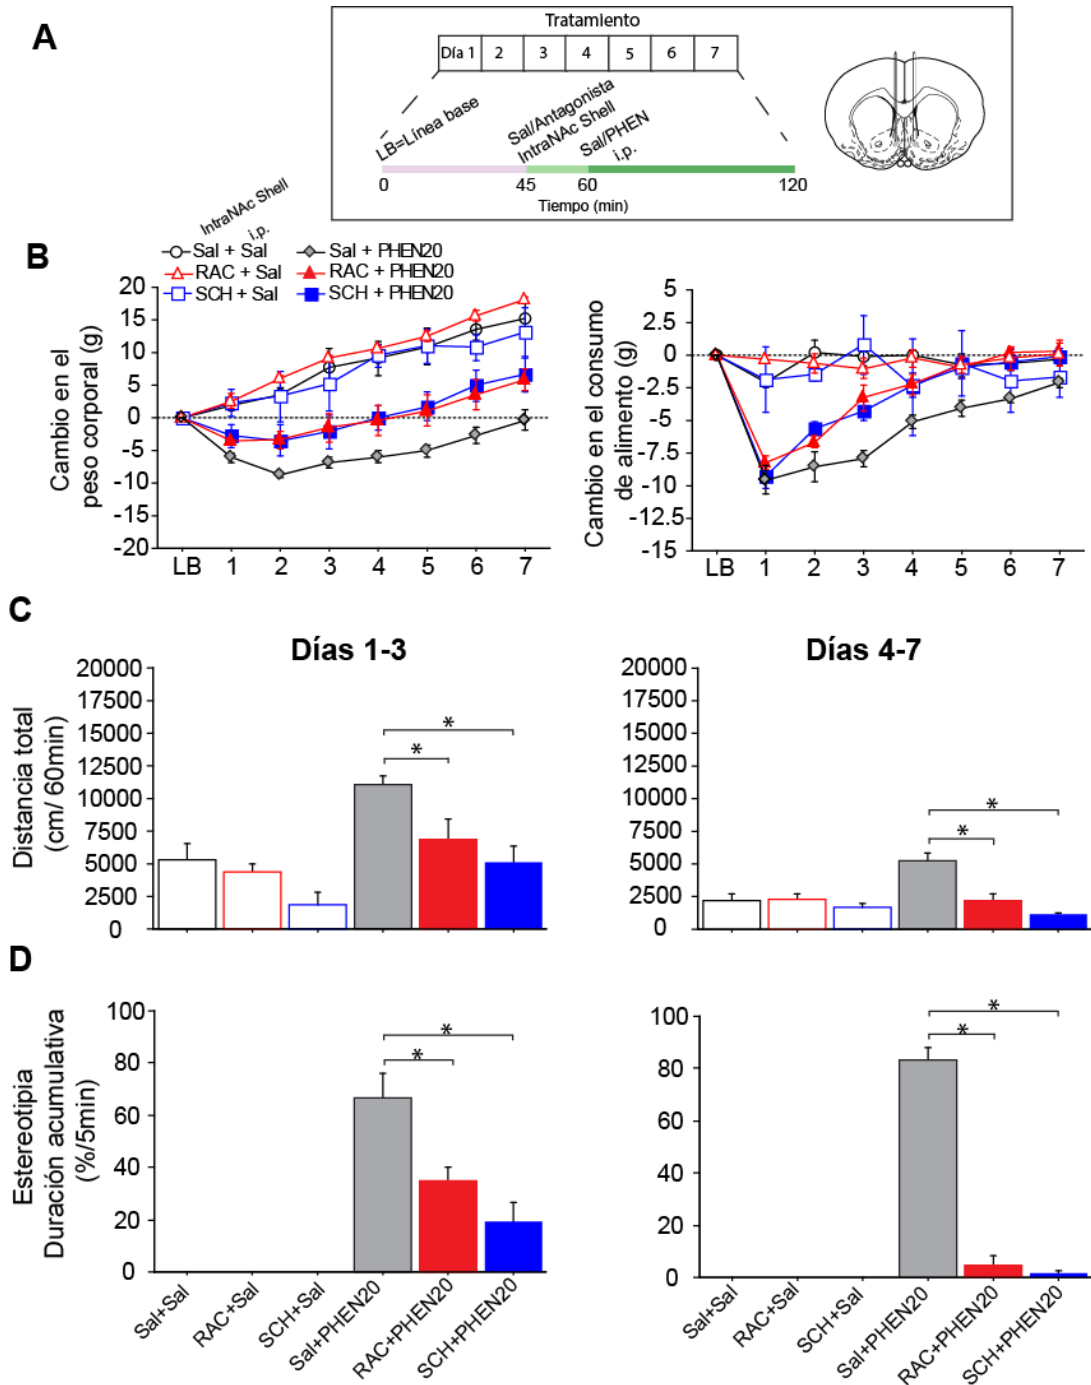 A
Tratamiento
Día 1 2 3 4 5 6 7
LB=Línea base
Sal/Antagonista
IntraNAc Shell
Sal/PHEN
i.p.
0 45 60 120
Tiempo (min)
IntraNAc Shell
i.p.
B
Sal + Sal
Sal + PHEN20
RAC + Sal
RAC + PHEN20
SCH + Sal
SCH + PHEN20
Cambio en el
peso corporal (g)
20
15
10
5
0
-5
-10
-15
-20
LB 1 2 3 4 5 6 7
Cambio en el consumo
de alimento (g)
5
2.5
0
-2.5
-5
-7.5
-10
-12.5
-15
LB 1 2 3 4 5 6 7
C
Días 1-3
Distancia total
(cm/ 60min)
20000
17500
15000
12500
10000
7500
5000
2500
0
*
*
Días 4-7
20000
17500
15000
12500
10000
7500
5000
2500
0
*
*
D
Estereotipia
Duración acumulativa
(%/5min)
100
80
60
40
20
0
*
*
Sal+Sal
RAC+Sal
SCH+Sal
Sal+PHEN20
RAC+PHEN20
SCH+PHEN20
100
80
60
40
20
0
*
*
Sal+Sal
RAC+Sal
SCH+Sal
Sal+PHEN20
RAC+PHEN20
SCH+PHEN20